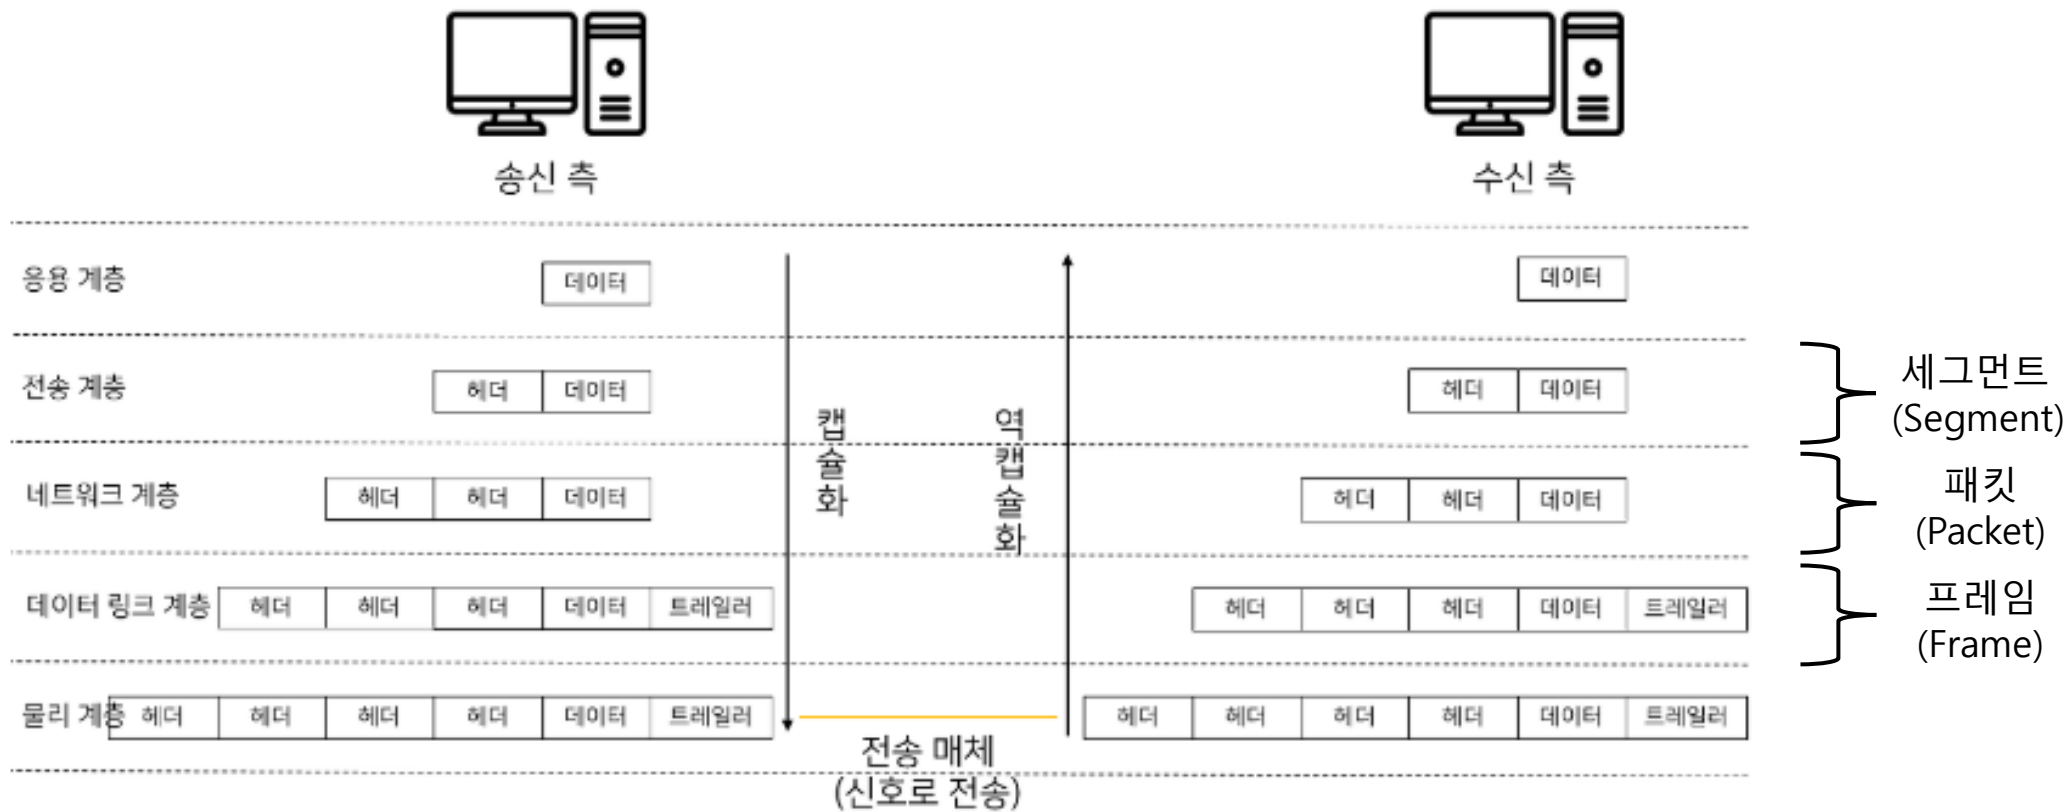 송신 측
수신 측
응용 계층
데이터
데이터
전송 계층
헤더 데이터
헤더 데이터
세그먼트
(Segment)
캡슐화
역캡슐화
네트워크 계층
헤더 헤더 데이터
헤더 헤더 데이터
패킷
(Packet)
데이터 링크 계층
헤더 헤더 헤더 데이터 트레일러
헤더 헤더 헤더 데이터 트레일러
프레임
(Frame)
물리 계층
헤더 헤더 헤더 헤더 데이터 트레일러
헤더 헤더 헤더 헤더 데이터 트레일러
전송 매체
(신호로 전송)